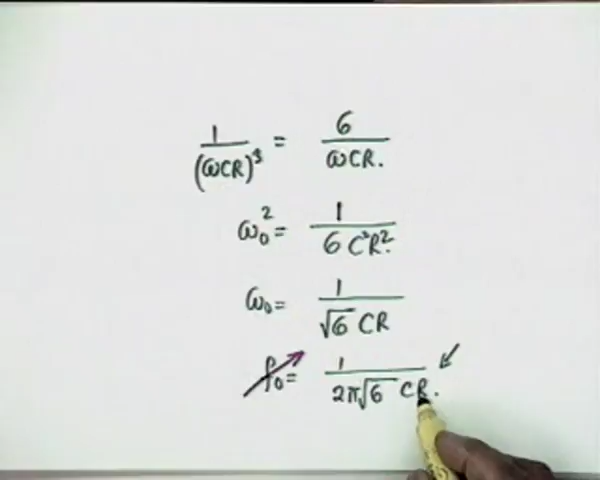 1/(ωCR)³ = 6/ωCR.
ω₀² = 1/6C²R².
ω₀ = 1/√6 CR
f₀ = 1/2π√6 CR.